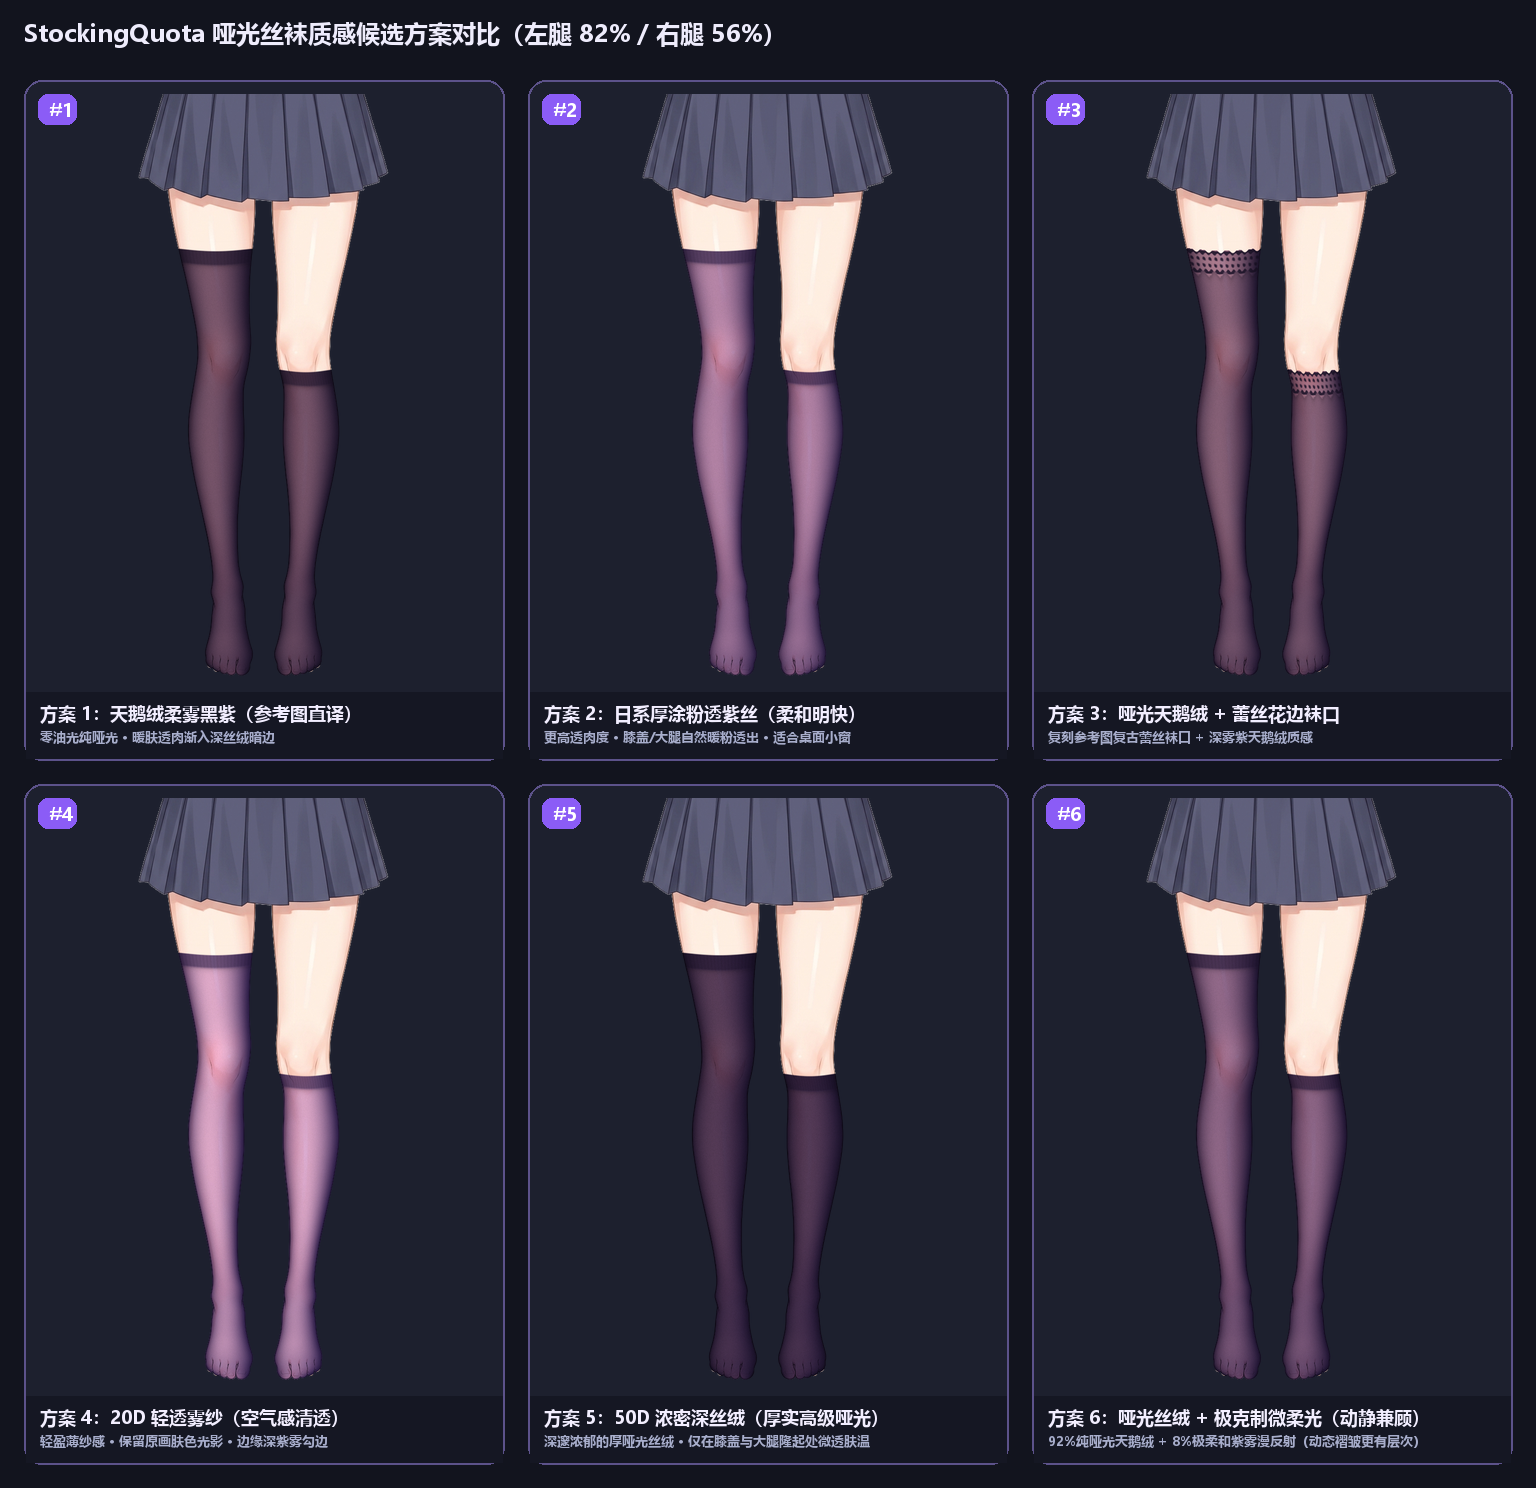 StockingQuota 哑光丝袜质感候选方案对比（左腿 82% / 右腿 56%）
#1
#2
#3
方案 1：天鹅绒柔雾黑紫（参考图直译）
零油光纯哑光 • 暖肤透肉渐入深丝绒暗边
方案 2：日系厚涂粉透紫丝（柔和明快）
更高透肉度 • 膝盖/大腿自然暖粉透出 • 适合桌面小窗
方案 3：哑光天鹅绒 + 蕾丝花边袜口
复刻参考图复古蕾丝袜口 + 深雾紫天鹅绒质感
#4
#5
#6
方案 4：20D 轻透雾纱（空气感清透）
轻盈薄纱感 • 保留原画肤色光影 • 边缘深紫雾勾边
方案 5：50D 浓密深丝绒（厚实高级哑光）
深邃浓郁的厚哑光丝绒 • 仅在膝盖与大腿隆起处微透肤温
方案 6：哑光丝绒 + 极克制微柔光（动静兼顾）
92%纯哑光天鹅绒 + 8%极柔和紫雾漫反射（动态褶皱更有层次）